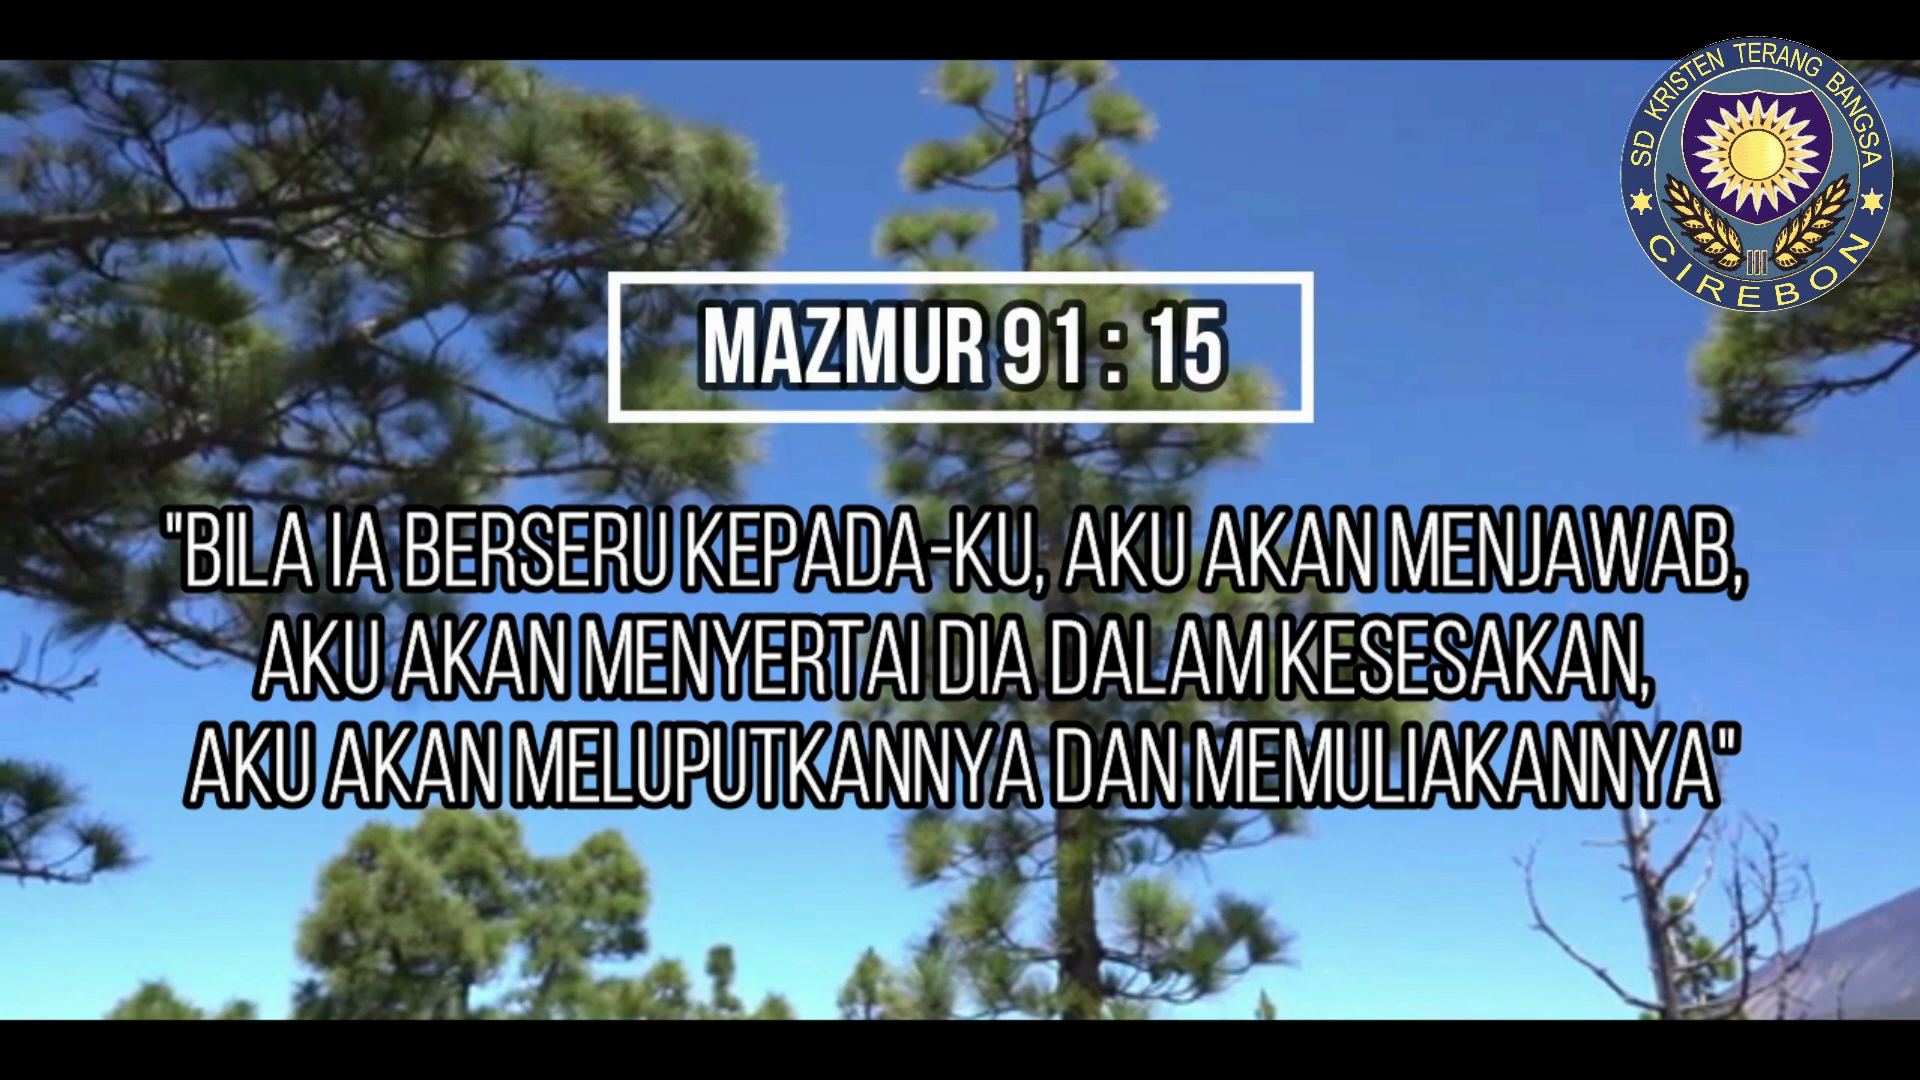 SD KRISTEN TERANG BANGSA
CIREBON
MAZMUR 91 : 15
"BILA IA BERSERU KEPADA-KU, AKU AKAN MENJAWAB,
AKU AKAN MENYERTAI DIA DALAM KESESAKAN,
AKU AKAN MELUPUTKANNYA DAN MEMULIAKANNYA"